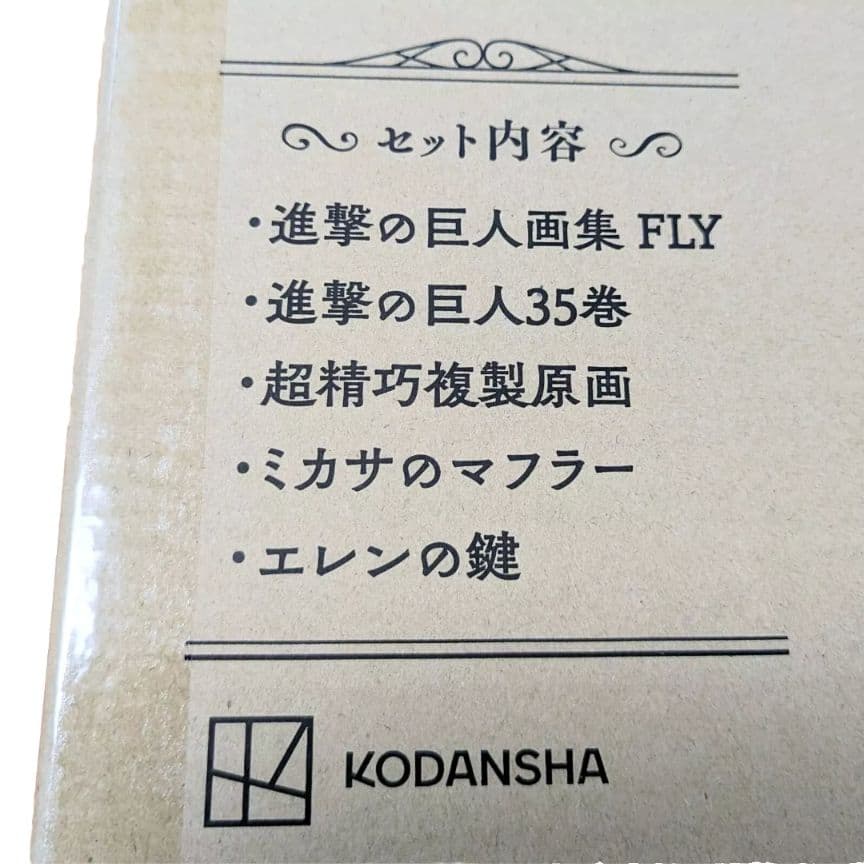 セット内容
・進撃の巨人画集 FLY
・進撃の巨人35巻
・超精巧複製原画
・ミカサのマフラー
・エレンの鍵
KODANSHA